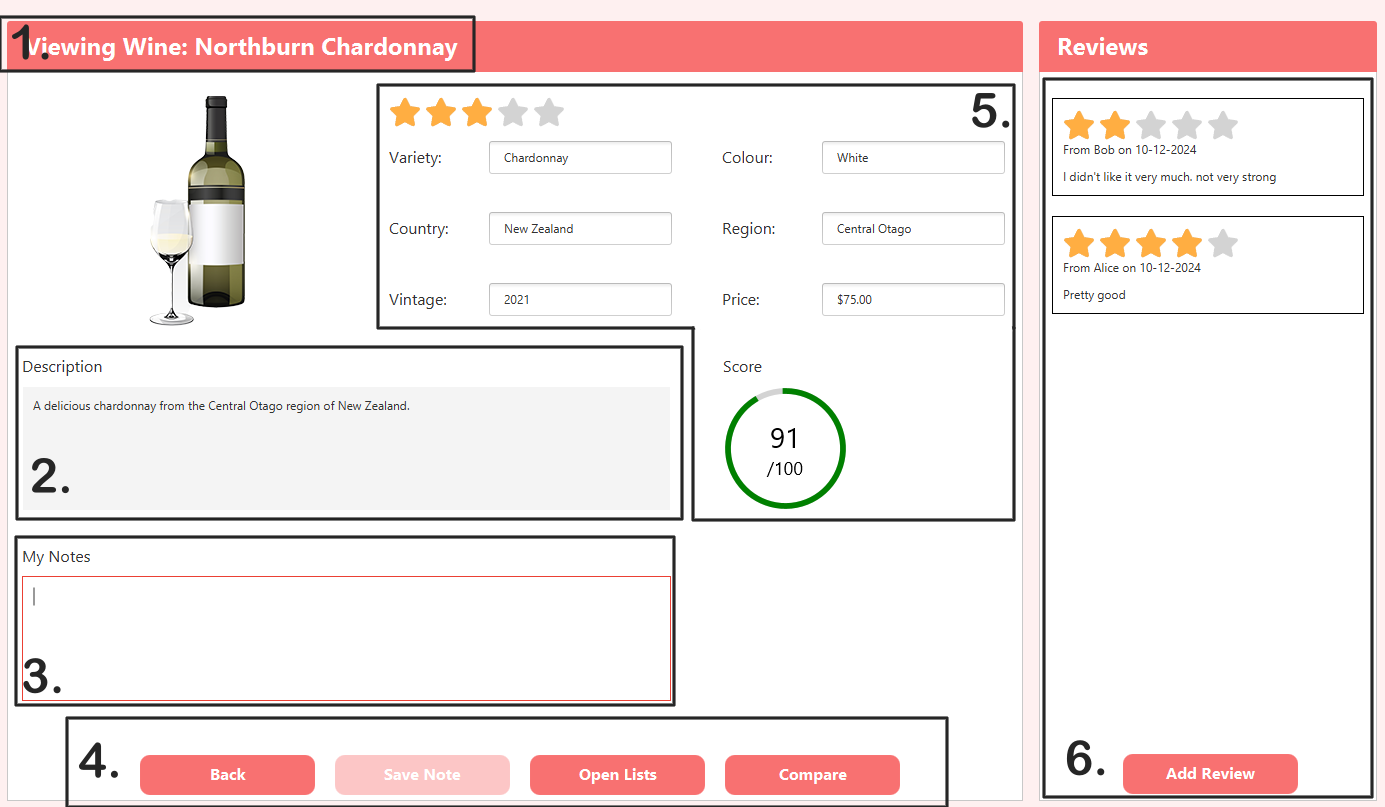 1.
Viewing Wine: Northburn Chardonnay
5.
Variety: Chardonnay Colour: White
Country: New Zealand Region: Central Otago
Vintage: 2021 Price: $75.00
Description
A delicious chardonnay from the Central Otago region of New Zealand.
2.
Score
91
/100
My Notes
3.
4.
Back Save Note Open Lists Compare
Reviews
From Bob on 10-12-2024
I didn't like it very much. not very strong
From Alice on 10-12-2024
Pretty good
6.
Add Review